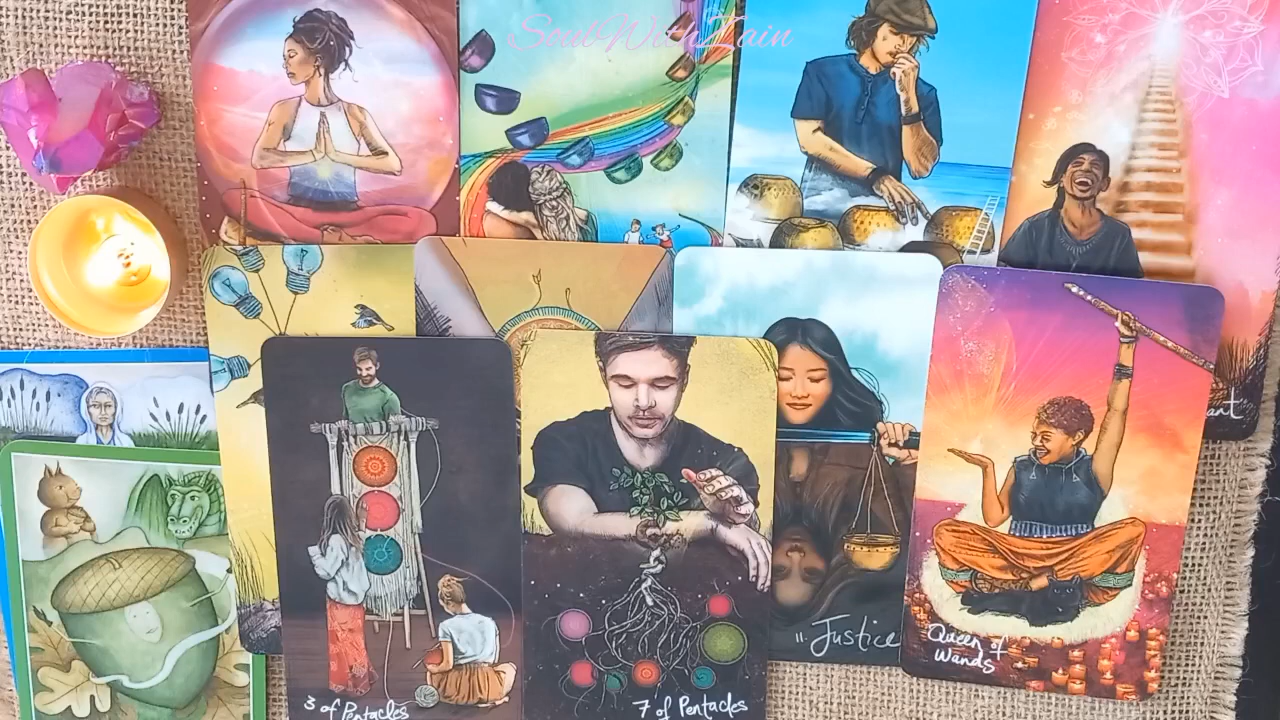 SoulWithZain
11. Justice
Queen of
Wands
3 of Pentacles
7 of Pentacles